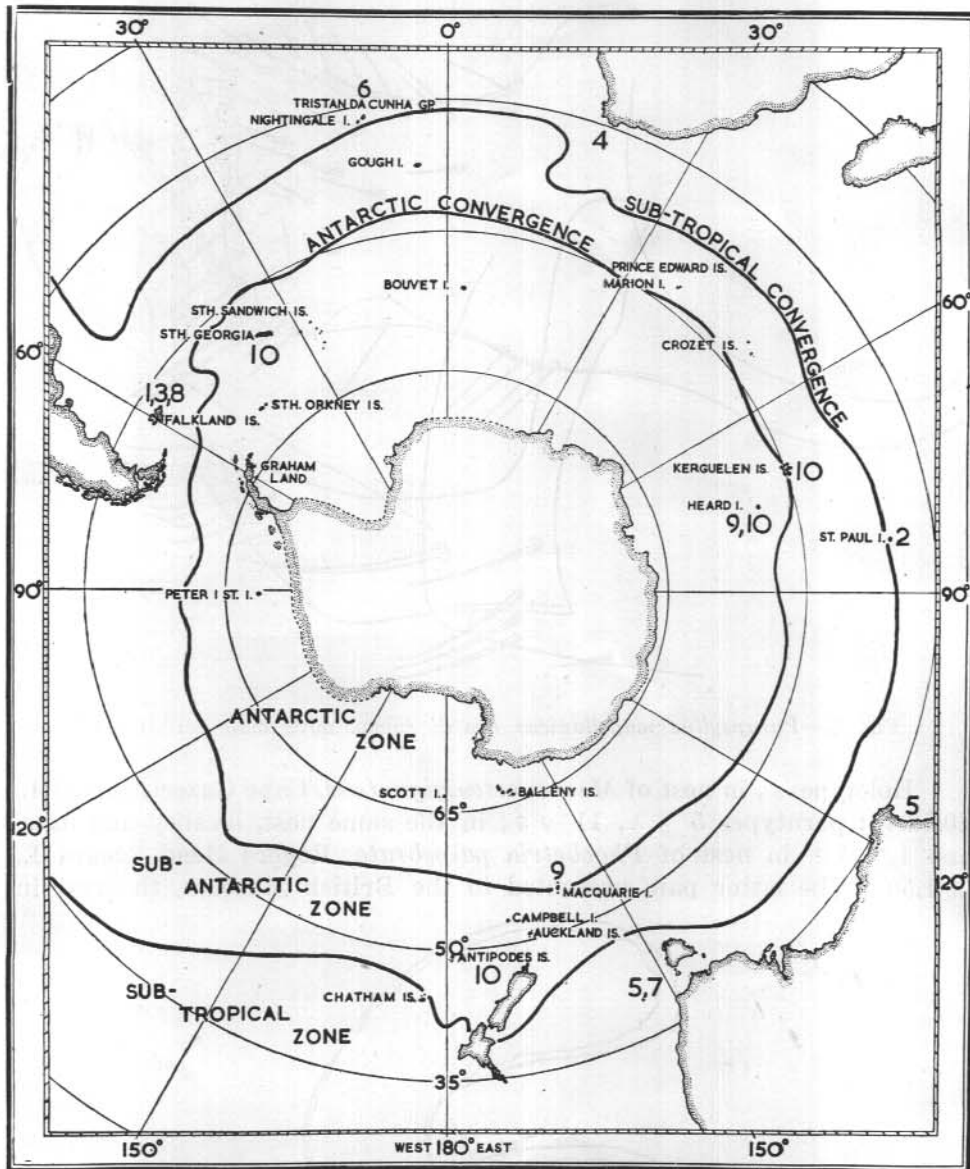 30° 0° 30°
6
TRISTAN DA CUNHA GP.
NIGHTINGALE I.
4
GOUGH I.
ANTARCTIC CONVERGENCE
SUB-TROPICAL CONVERGENCE
PRINCE EDWARD IS.
MARION I.
BOUVET I.
60°
STH. SANDWICH IS.
STH. GEORGIA
10
CROZET IS.
60°
1,3,8
FALKLAND IS.
STH. ORKNEY IS.
GRAHAM
LAND
KERGUELEN IS.
10
HEARD I.
9,10
ST. PAUL I.
2
90°
PETER I ST. I.
90°
ANTARCTIC
ZONE
SCOTT I.
BALLENY IS.
65°
5
120°
SUB-
ANTARCTIC
ZONE
9
MACQUARIE I.
120°
CAMPBELL I.
AUCKLAND IS.
50°
ANTIPODES IS.
10
5,7
CHATHAM IS.
SUB-
TROPICAL
ZONE
35°
150° WEST 180° EAST 150°